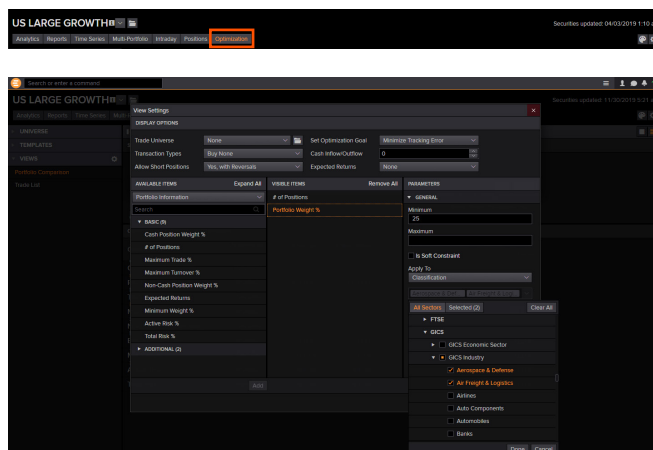 US LARGE GROWTH
Securities updated: 04/03/2019 1:10
Analytics Reports Time Series Multi-Portfolio Intraday Positions Optimization
Search or enter a command
US LARGE GROWTH
Securities updated: 11/30/2019 5:31
Analytics Reports Time Series
View Settings
DISPLAY OPTIONS
UNIVERSE
TEMPLATES
VIEWS
Portfolio Comparison
Trade List
Trade Universe None Set Optimization Goal Minimize Tracking Error
Transaction Types Buy None Cash Inflow/Outflow 0
Allow Short Positions Yes, with Reversals Expected Returns None
AVAILABLE ITEMS Expand All VISIBLE ITEMS Remove All PARAMETERS
Portfolio Information # of Positions GENERAL
Search Portfolio Weight % Minimum
25
BASIC (9)
Cash Position Weight % Maximum
# of Positions
Maximum Trade % Is Soft Constraint
Maximum Turnover % Apply To
Non-Cash Position Weight % Classification
Expected Returns
Minimum Weight % All Sectors Selected (2) Clear All
Active Risk % FTSE
Total Risk % GICS
ADDITIONAL (2) GICS Economic Sector
GICS Industry
Aerospace & Defense
Add Air Freight & Logistics
Airlines
Auto Components
Automobiles
Banks
Done Cancel